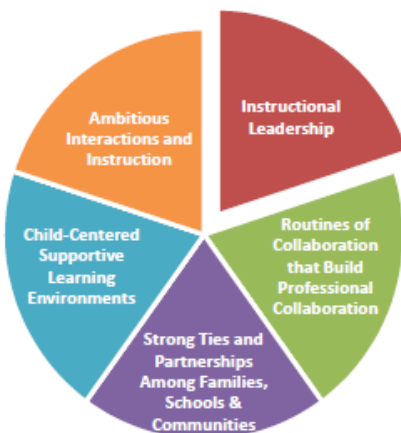 Instructional
Leadership
Routines of
Collaboration
that Build
Professional
Collaboration
Strong Ties and
Partnerships
Among Families,
Schools &
Communities
Child-Centered
Supportive
Learning
Environments
Ambitious
Interactions and
Instruction